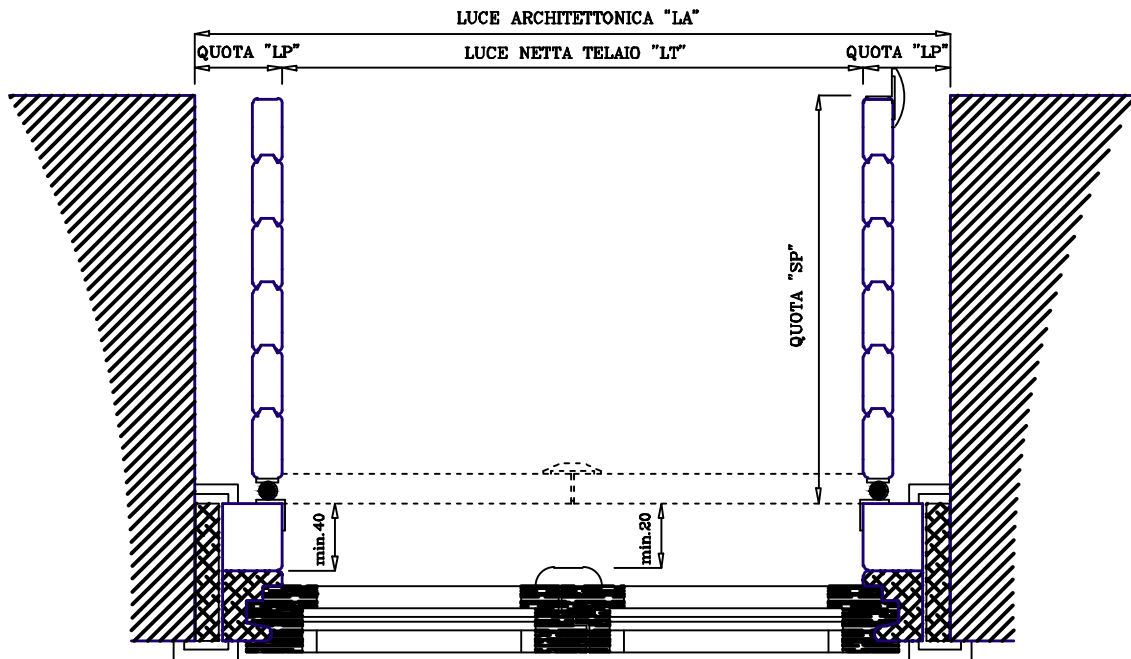 LUCE ARCHITETTONICA "LA"
QUOTA "LP"
LUCE NETTA TELAIO "LT"
QUOTA "LP"
QUOTA "SP"
min.40
min.20